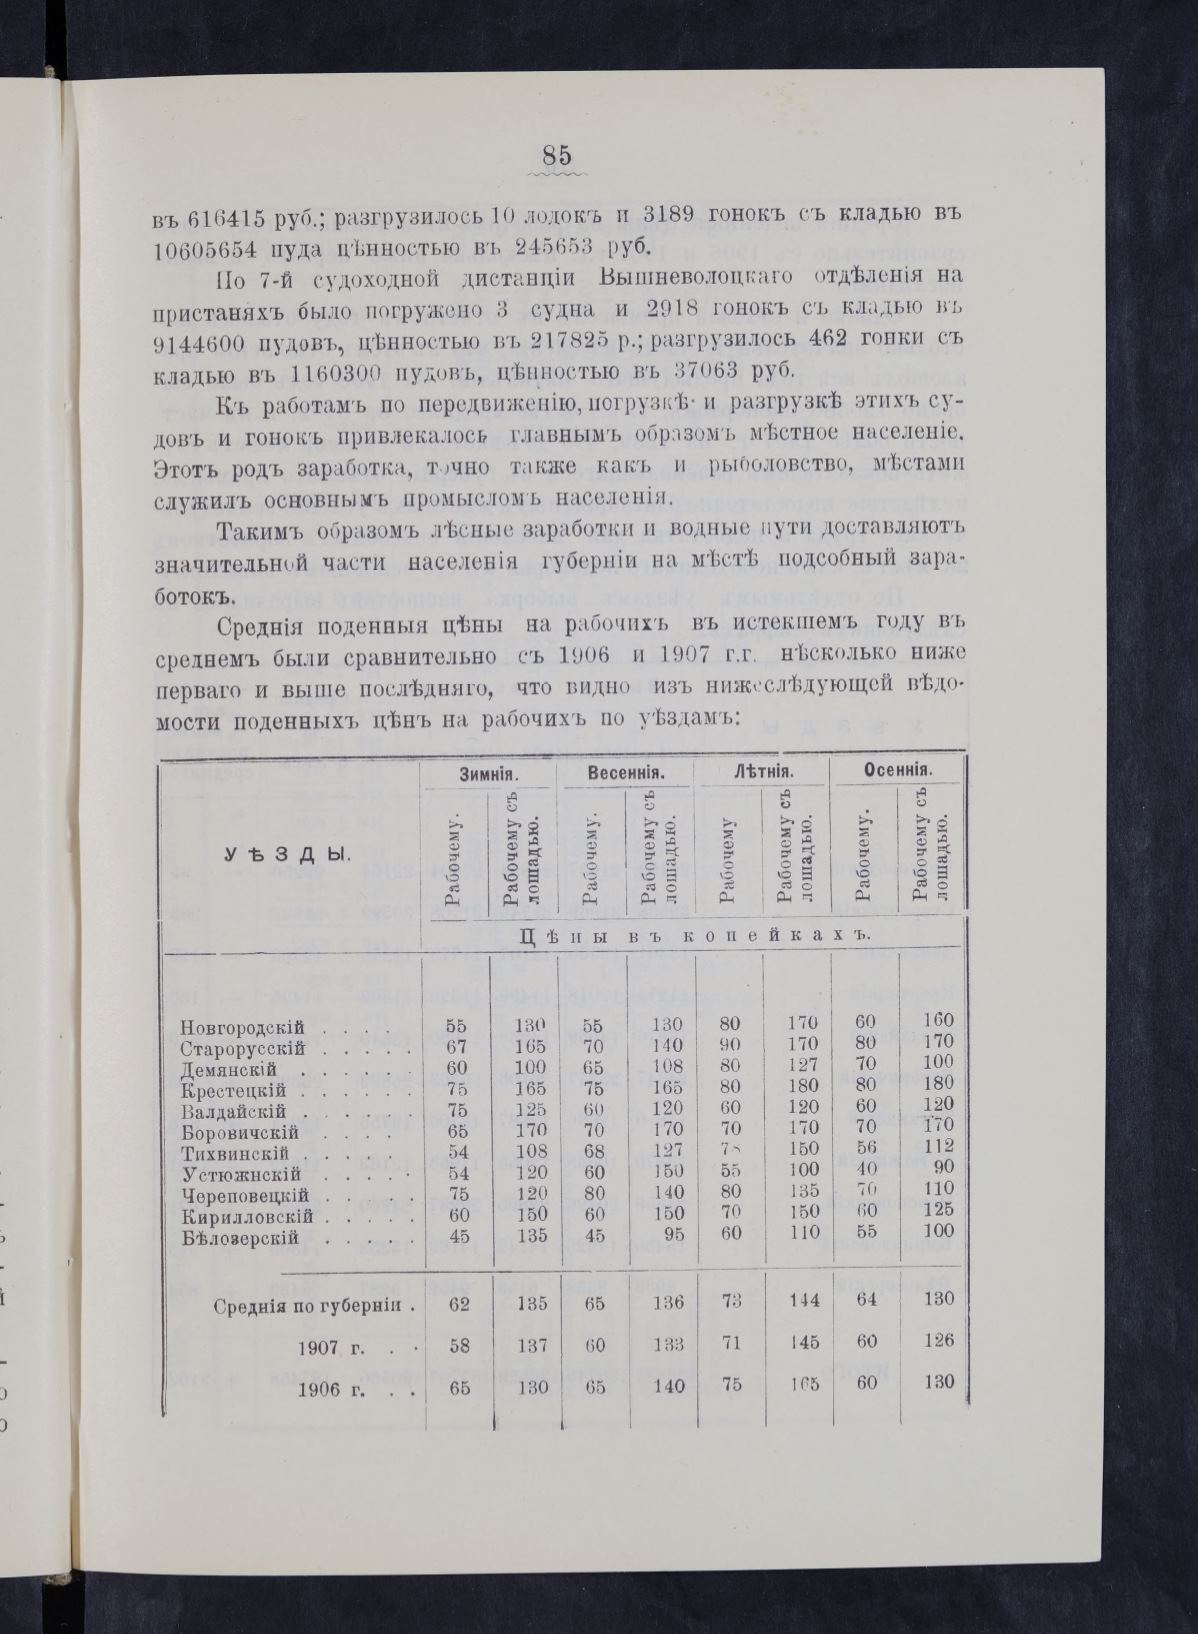 85
въ 616415 руб.; разгрузилось 10 лодокъ и 3189 гонокъ съ кладью въ
10605654 пуда цѣнностью въ 245653 руб.
По 7-й судоходной дистанціи Вышневолоцкаго отдѣленія на
пристаняхъ было погружено 3 судна и 2918 гонокъ съ кладью въ
9144600 пудовъ, цѣнностью въ 217825 р.; разгрузилось 462 гонки съ
кладью въ 1160300 пудовъ, цѣнностью въ 37063 руб.
Къ работамъ по передвиженію, погрузкѣ и разгрузкѣ этихъ су-
довъ и гонокъ привлекалось главнымъ образомъ мѣстное населеніе.
Этотъ родъ заработка, точно также какъ и рыболовство, мѣстами
служилъ основнымъ промысломъ населенія.
Такимъ образомъ лѣсные заработки и водные пути доставляютъ
значительной части населенія губерніи на мѣстѣ подсобный зара-
ботокъ.
Среднія поденныя цѣны на рабочихъ въ истекшемъ году въ
среднемъ были сравнительно съ 1906 и 1907 г.г. нѣсколько ниже
перваго и выше послѣдняго, что видно изъ нижеслѣдующей вѣдо-
мости поденныхъ цѣнъ на рабочихъ по уѣздамъ:
УѢЗДЫ. Зимнія. Весеннія. Лѣтнія. Осеннія.
Рабочему. Рабочему съ лошадью. Рабочему. Рабочему съ лошадью. Рабочему Рабочему съ лошадью. Рабочему. Рабочему съ лошадью.
Цѣны въ копейкахъ.
Новгородскій . . . . 55 130 55 130 80 170 60 160
Старорусскій . . . . . 67 165 70 140 90 170 80 170
Демянскій . . . . . . 60 100 65 108 80 127 70 100
Крестецкій . . . . . . 75 165 75 165 80 180 80 180
Валдайскій . . . . . . 75 125 60 120 60 120 60 120
Боровичскій . . . . 65 170 70 170 70 170 70 170
Тихвинскій . . . . . 54 108 68 127 150 56 112
Устюжнскій . . . . . 54 120 60 150 55 100 40 90
Череповецкій . . . . . 75 120 80 140 80 135 70 110
Кирилловскій . . . . . 60 150 60 150 70 150 60 125
Бѣлозерскій . . . . . 45 135 45 95 60 110 55 100
Среднія по губерніи . 62 135 65 136 73 144 64 130
1907 г. . . 58 137 60 133 71 145 60 126
1906 г. . . . 65 130 65 140 75 165 60 130